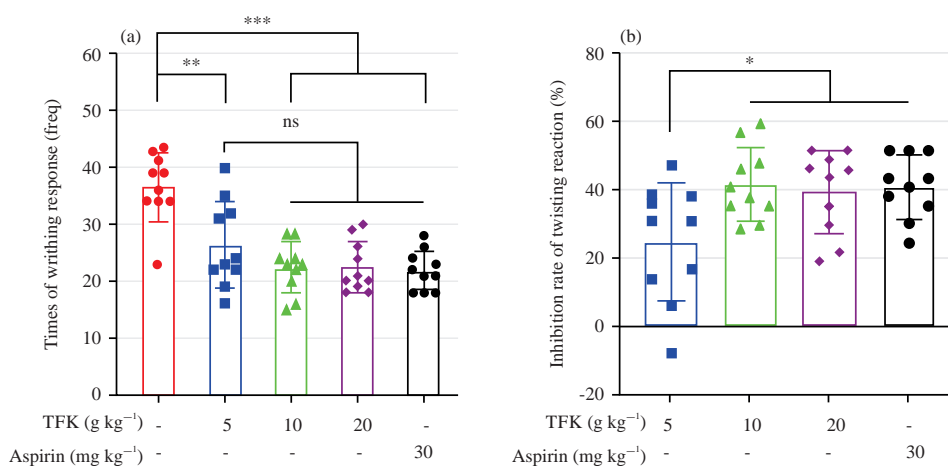 (a)
***
**
ns
Times of writhing response (freq)
60
50
40
30
20
10
0
TFK (g kg⁻¹) - 5 10 20 -
Aspirin (mg kg⁻¹) - - - - 30
(b)
*
Inhibition rate of twisting reaction (%)
80
60
40
20
0
-20
TFK (g kg⁻¹) 5 10 20 -
Aspirin (mg kg⁻¹) - - - 30